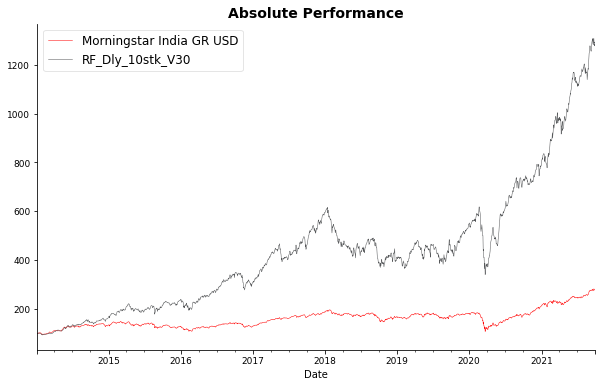 Absolute Performance
Morningstar India GR USD
RF_Dly_10stk_V30
1200
1000
800
600
400
200
2015 2016 2017 2018 2019 2020 2021
Date